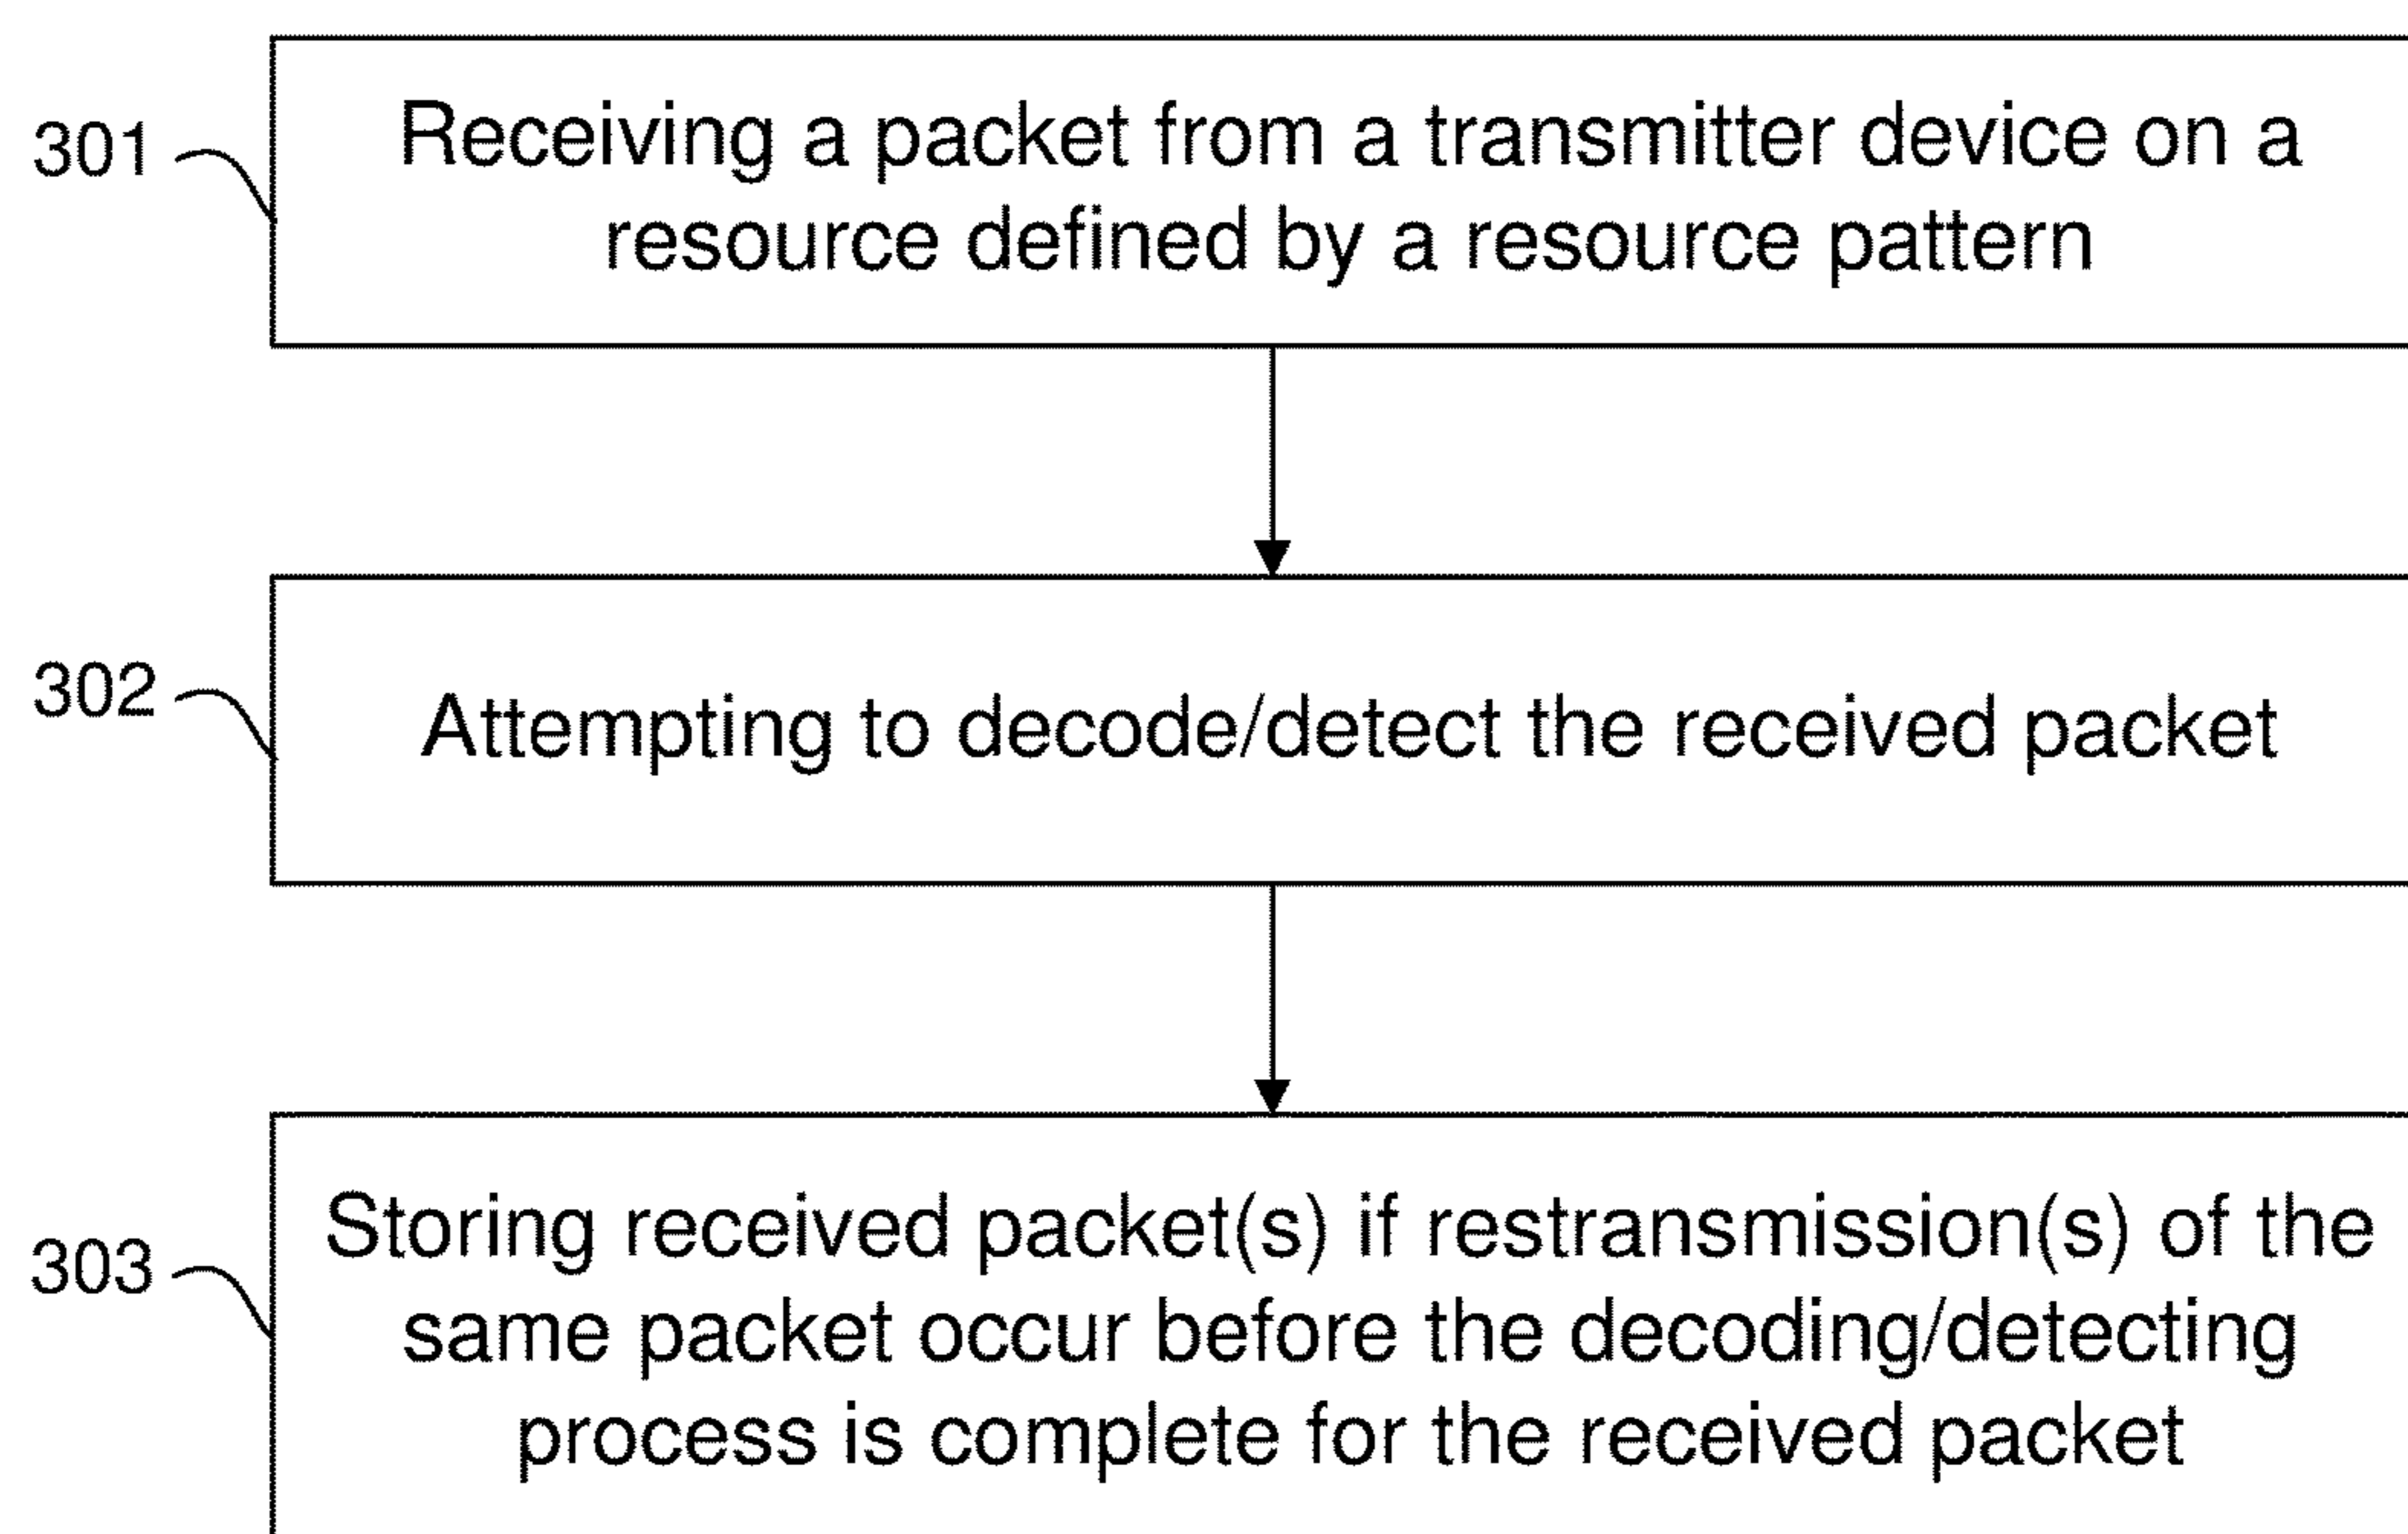 301
Receiving a packet from a transmitter device on a
resource defined by a resource pattern
302
Attempting to decode/detect the received packet
303
Storing received packet(s) if restransmission(s) of the
same packet occur before the decoding/detecting
process is complete for the received packet